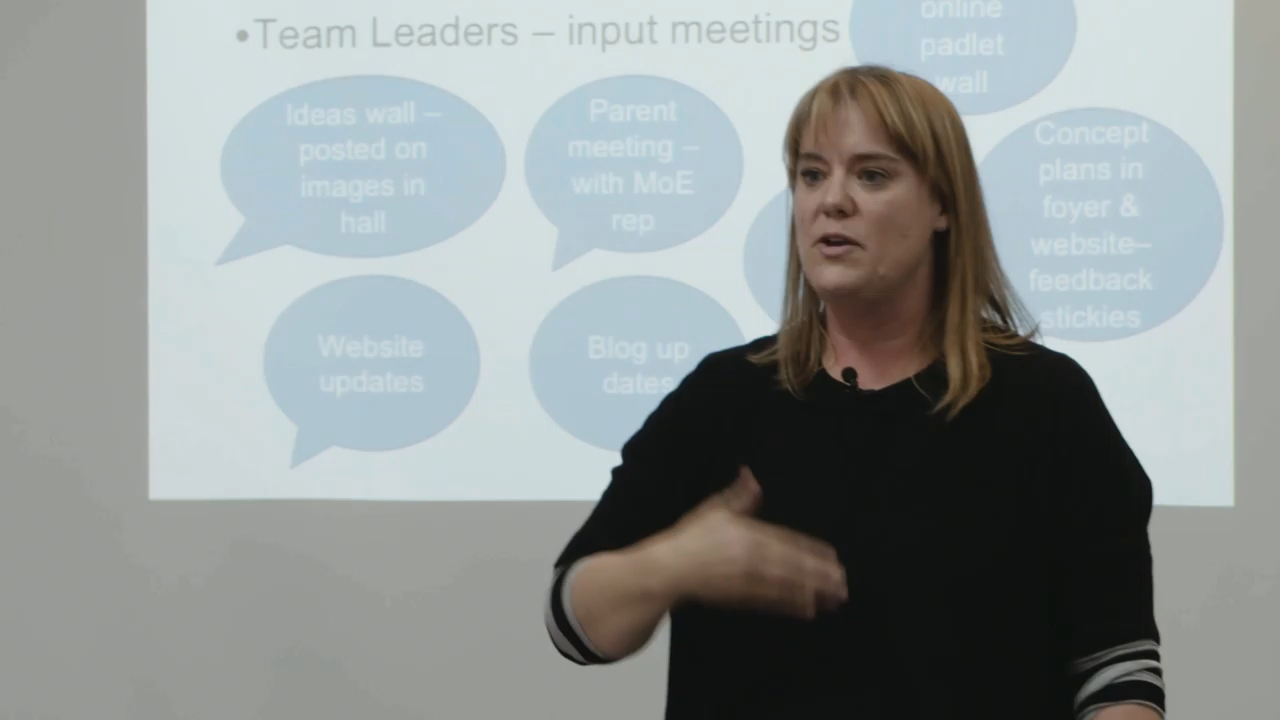 •Team Leaders – input meetings
online
padlet
wall
Ideas wall –
posted on
images in
hall
Parent
meeting –
with MoE
rep
Concept
plans in
foyer &
website–
feedback
stickies
Website
updates
Blog up
dates